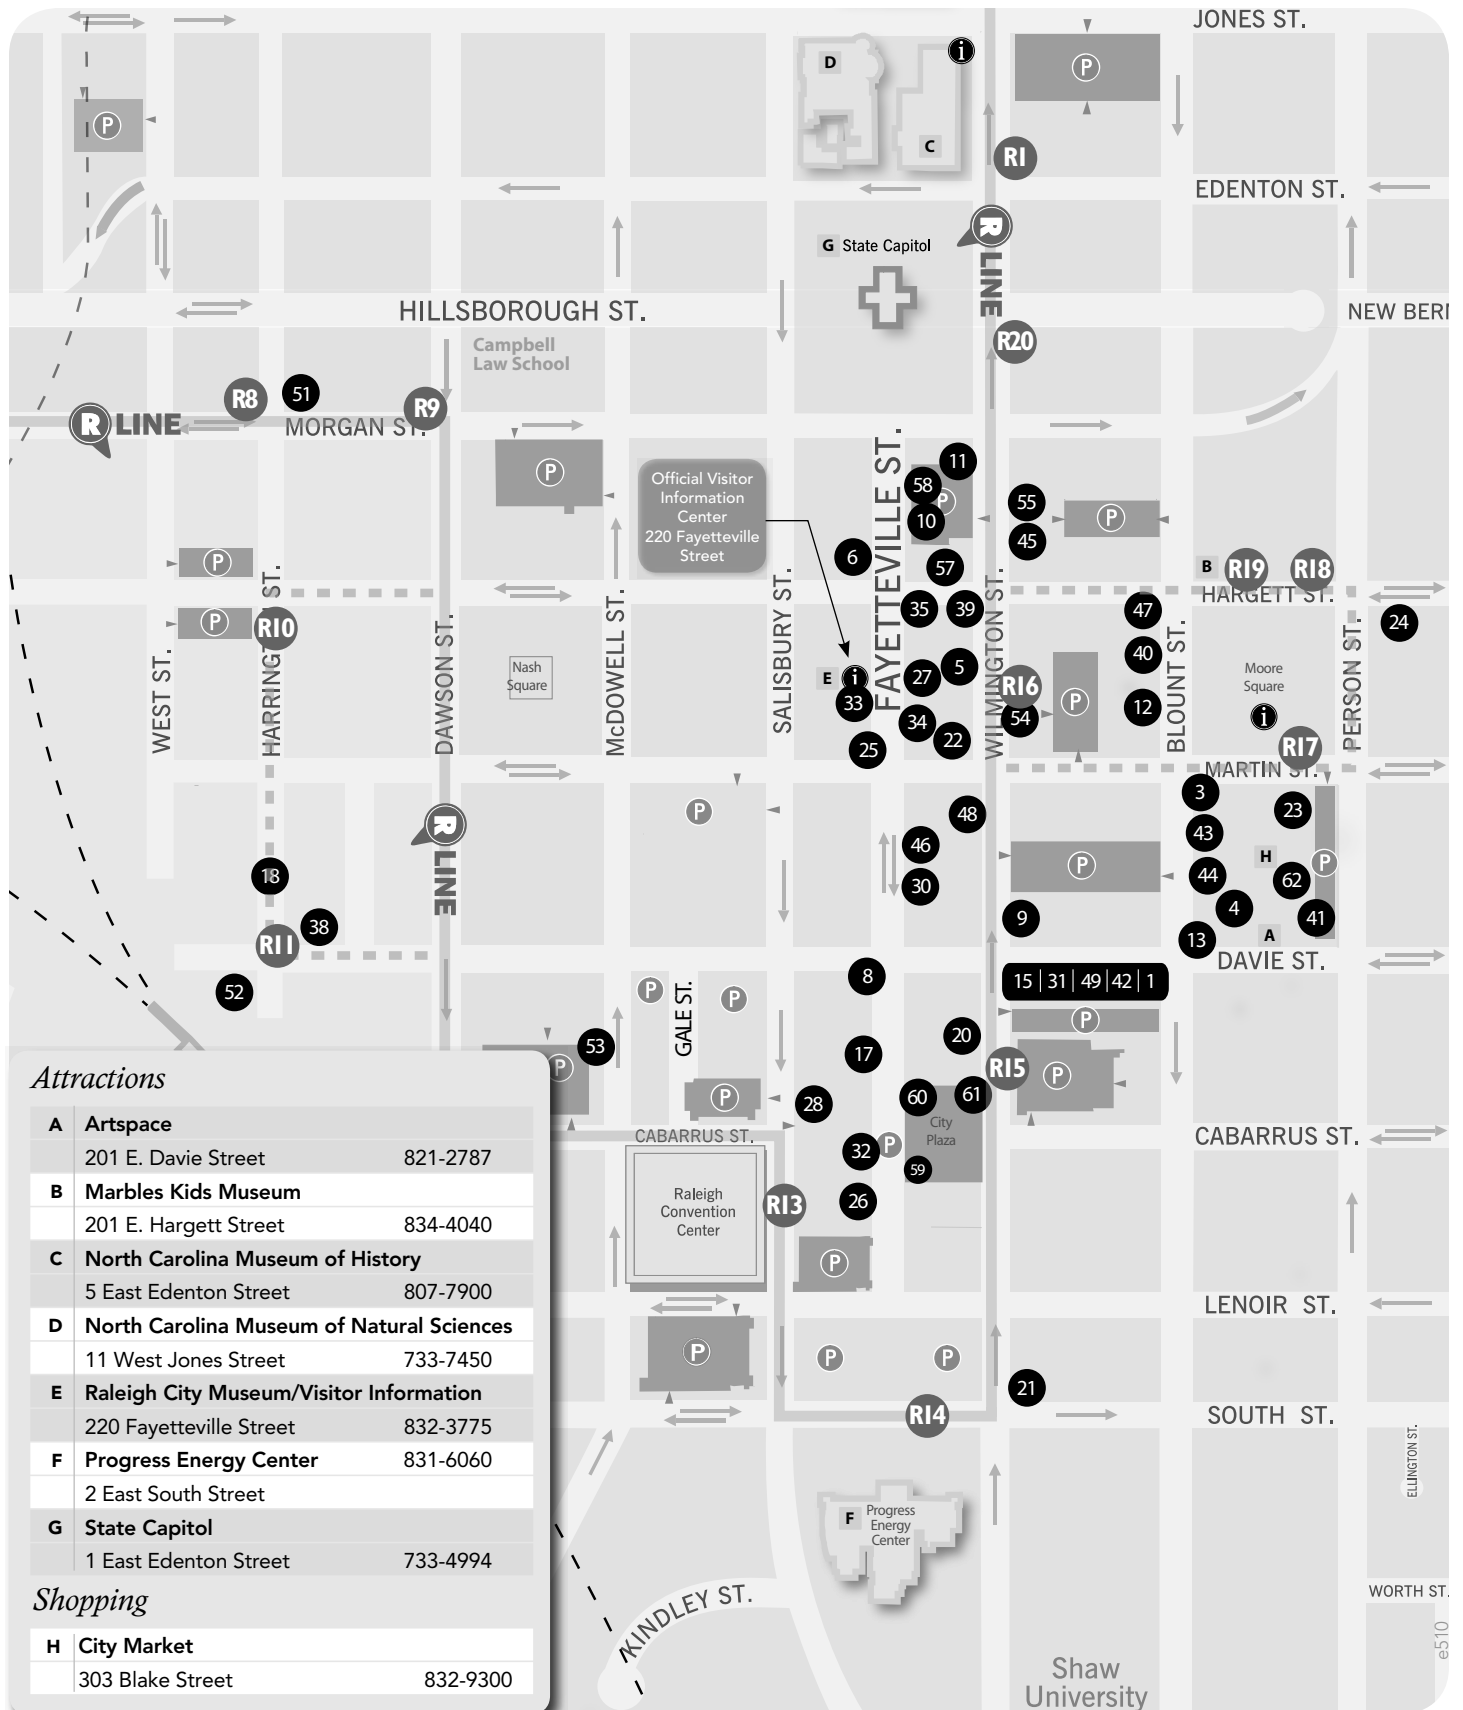 JONES ST.
D
i
P
P
C
R1
EDENTON ST.
R
LINE
G State Capitol
HILLSBOROUGH ST.
NEW BERN
Campbell
Law School
R20
R8
51
R9
R LINE
MORGAN ST.
FAYETTEVILLE ST.
P
Official Visitor
Information
Center
220 Fayetteville
Street
11
58
P
10
55
45
P
6
57
B
R19
R18
HARGETT ST.
P
P
R10
35
39
47
24
WEST ST.
HARRINGTON ST.
DAWSON ST.
McDOWELL ST.
SALISBURY ST.
WILMINGTON ST.
BLOUNT ST.
PERSON ST.
Nash
Square
E
i
33
27
5
R16
54
P
40
12
Moore
Square
i
34
22
25
R17
MARTIN ST.
3
23
P
48
R
LINE
46
30
P
43
H
P
44
62
18
38
9
4
41
R11
13
A
DAVIE ST.
52
8
15 | 31 | 49 | 42 | 1
P
P
GALE ST.
P
53
P
17
20
R15
P
28
P
60
61
City
Plaza
CABARRUS ST.
CABARRUS ST.
32
P
59
Raleigh
Convention
Center
R13
26
P
LENOIR ST.
P
P
P
21
R14
SOUTH ST.
ELLINGTON ST.
F
Progress
Energy
Center
KINDLEY ST.
WORTH ST.
e510
Shaw
University
Attractions
A Artspace
201 E. Davie Street 821-2787
B Marbles Kids Museum
201 E. Hargett Street 834-4040
C North Carolina Museum of History
5 East Edenton Street 807-7900
D North Carolina Museum of Natural Sciences
11 West Jones Street 733-7450
E Raleigh City Museum/Visitor Information
220 Fayetteville Street 832-3775
F Progress Energy Center 831-6060
2 East South Street
G State Capitol
1 East Edenton Street 733-4994
Shopping
H City Market
303 Blake Street 832-9300